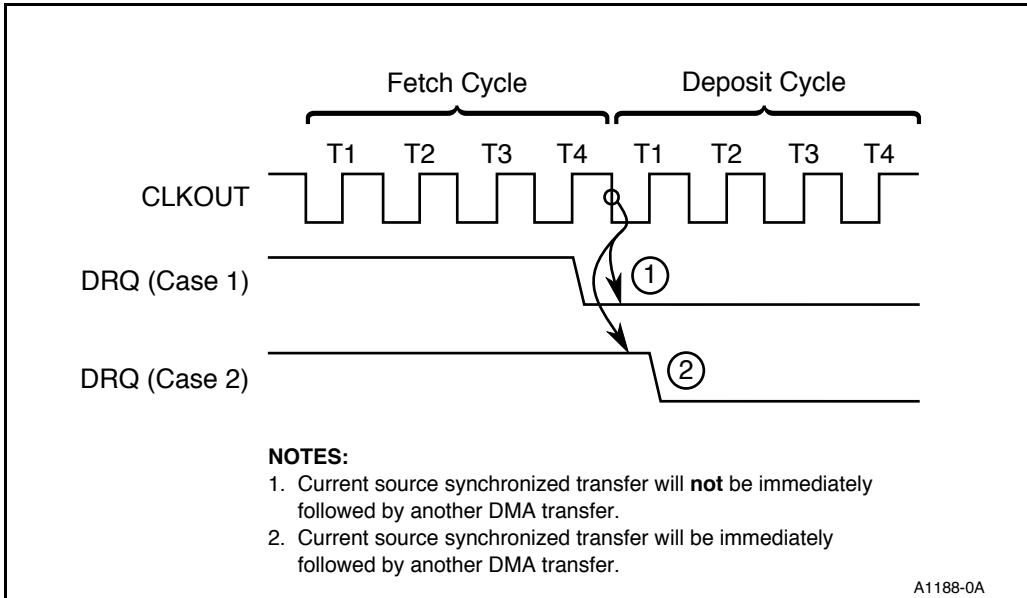 Fetch Cycle Deposit Cycle
T1 T2 T3 T4 T1 T2 T3 T4
CLKOUT
DRQ (Case 1)
1
DRQ (Case 2)
2
NOTES:
1. Current source synchronized transfer will not be immediately
followed by another DMA transfer.
2. Current source synchronized transfer will be immediately
followed by another DMA transfer.
A1188-0A